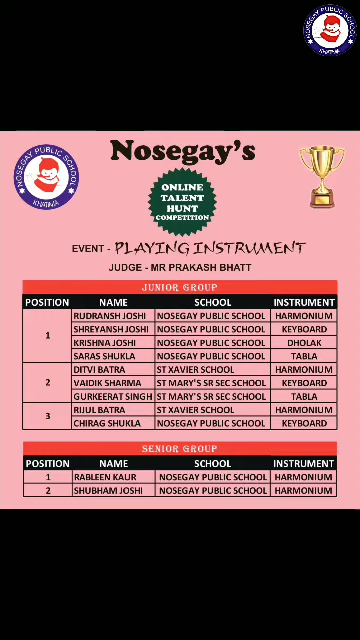 NOSEGAY PUBLIC SCHOOL
KHATIMA
NOSEGAY PUBLIC SCHOOL
KHATIMA
Nosegay's
ONLINE
TALENT
HUNT
COMPETITION
EVENT - PLAYING INSTRUMENT
JUDGE - MR PRAKASH BHATT
JUNIOR GROUP
POSITION NAME SCHOOL INSTRUMENT
1 RUDRANSH JOSHI NOSEGAY PUBLIC SCHOOL HARMONIUM
SHREYANSH JOSHI NOSEGAY PUBLIC SCHOOL KEYBOARD
KRISHNA JOSHI NOSEGAY PUBLIC SCHOOL DHOLAK
SARAS SHUKLA NOSEGAY PUBLIC SCHOOL TABLA
2 DITVI BATRA ST XAVIER SCHOOL HARMONIUM
VAIDIK SHARMA ST MARY'S SR SEC SCHOOL KEYBOARD
GURKEERAT SINGH ST MARY'S SR SEC SCHOOL TABLA
3 RIJUL BATRA ST XAVIER SCHOOL HARMONIUM
CHIRAG SHUKLA NOSEGAY PUBLIC SCHOOL KEYBOARD
SENIOR GROUP
POSITION NAME SCHOOL INSTRUMENT
1 RABLEEN KAUR NOSEGAY PUBLIC SCHOOL HARMONIUM
2 SHUBHAM JOSHI NOSEGAY PUBLIC SCHOOL HARMONIUM